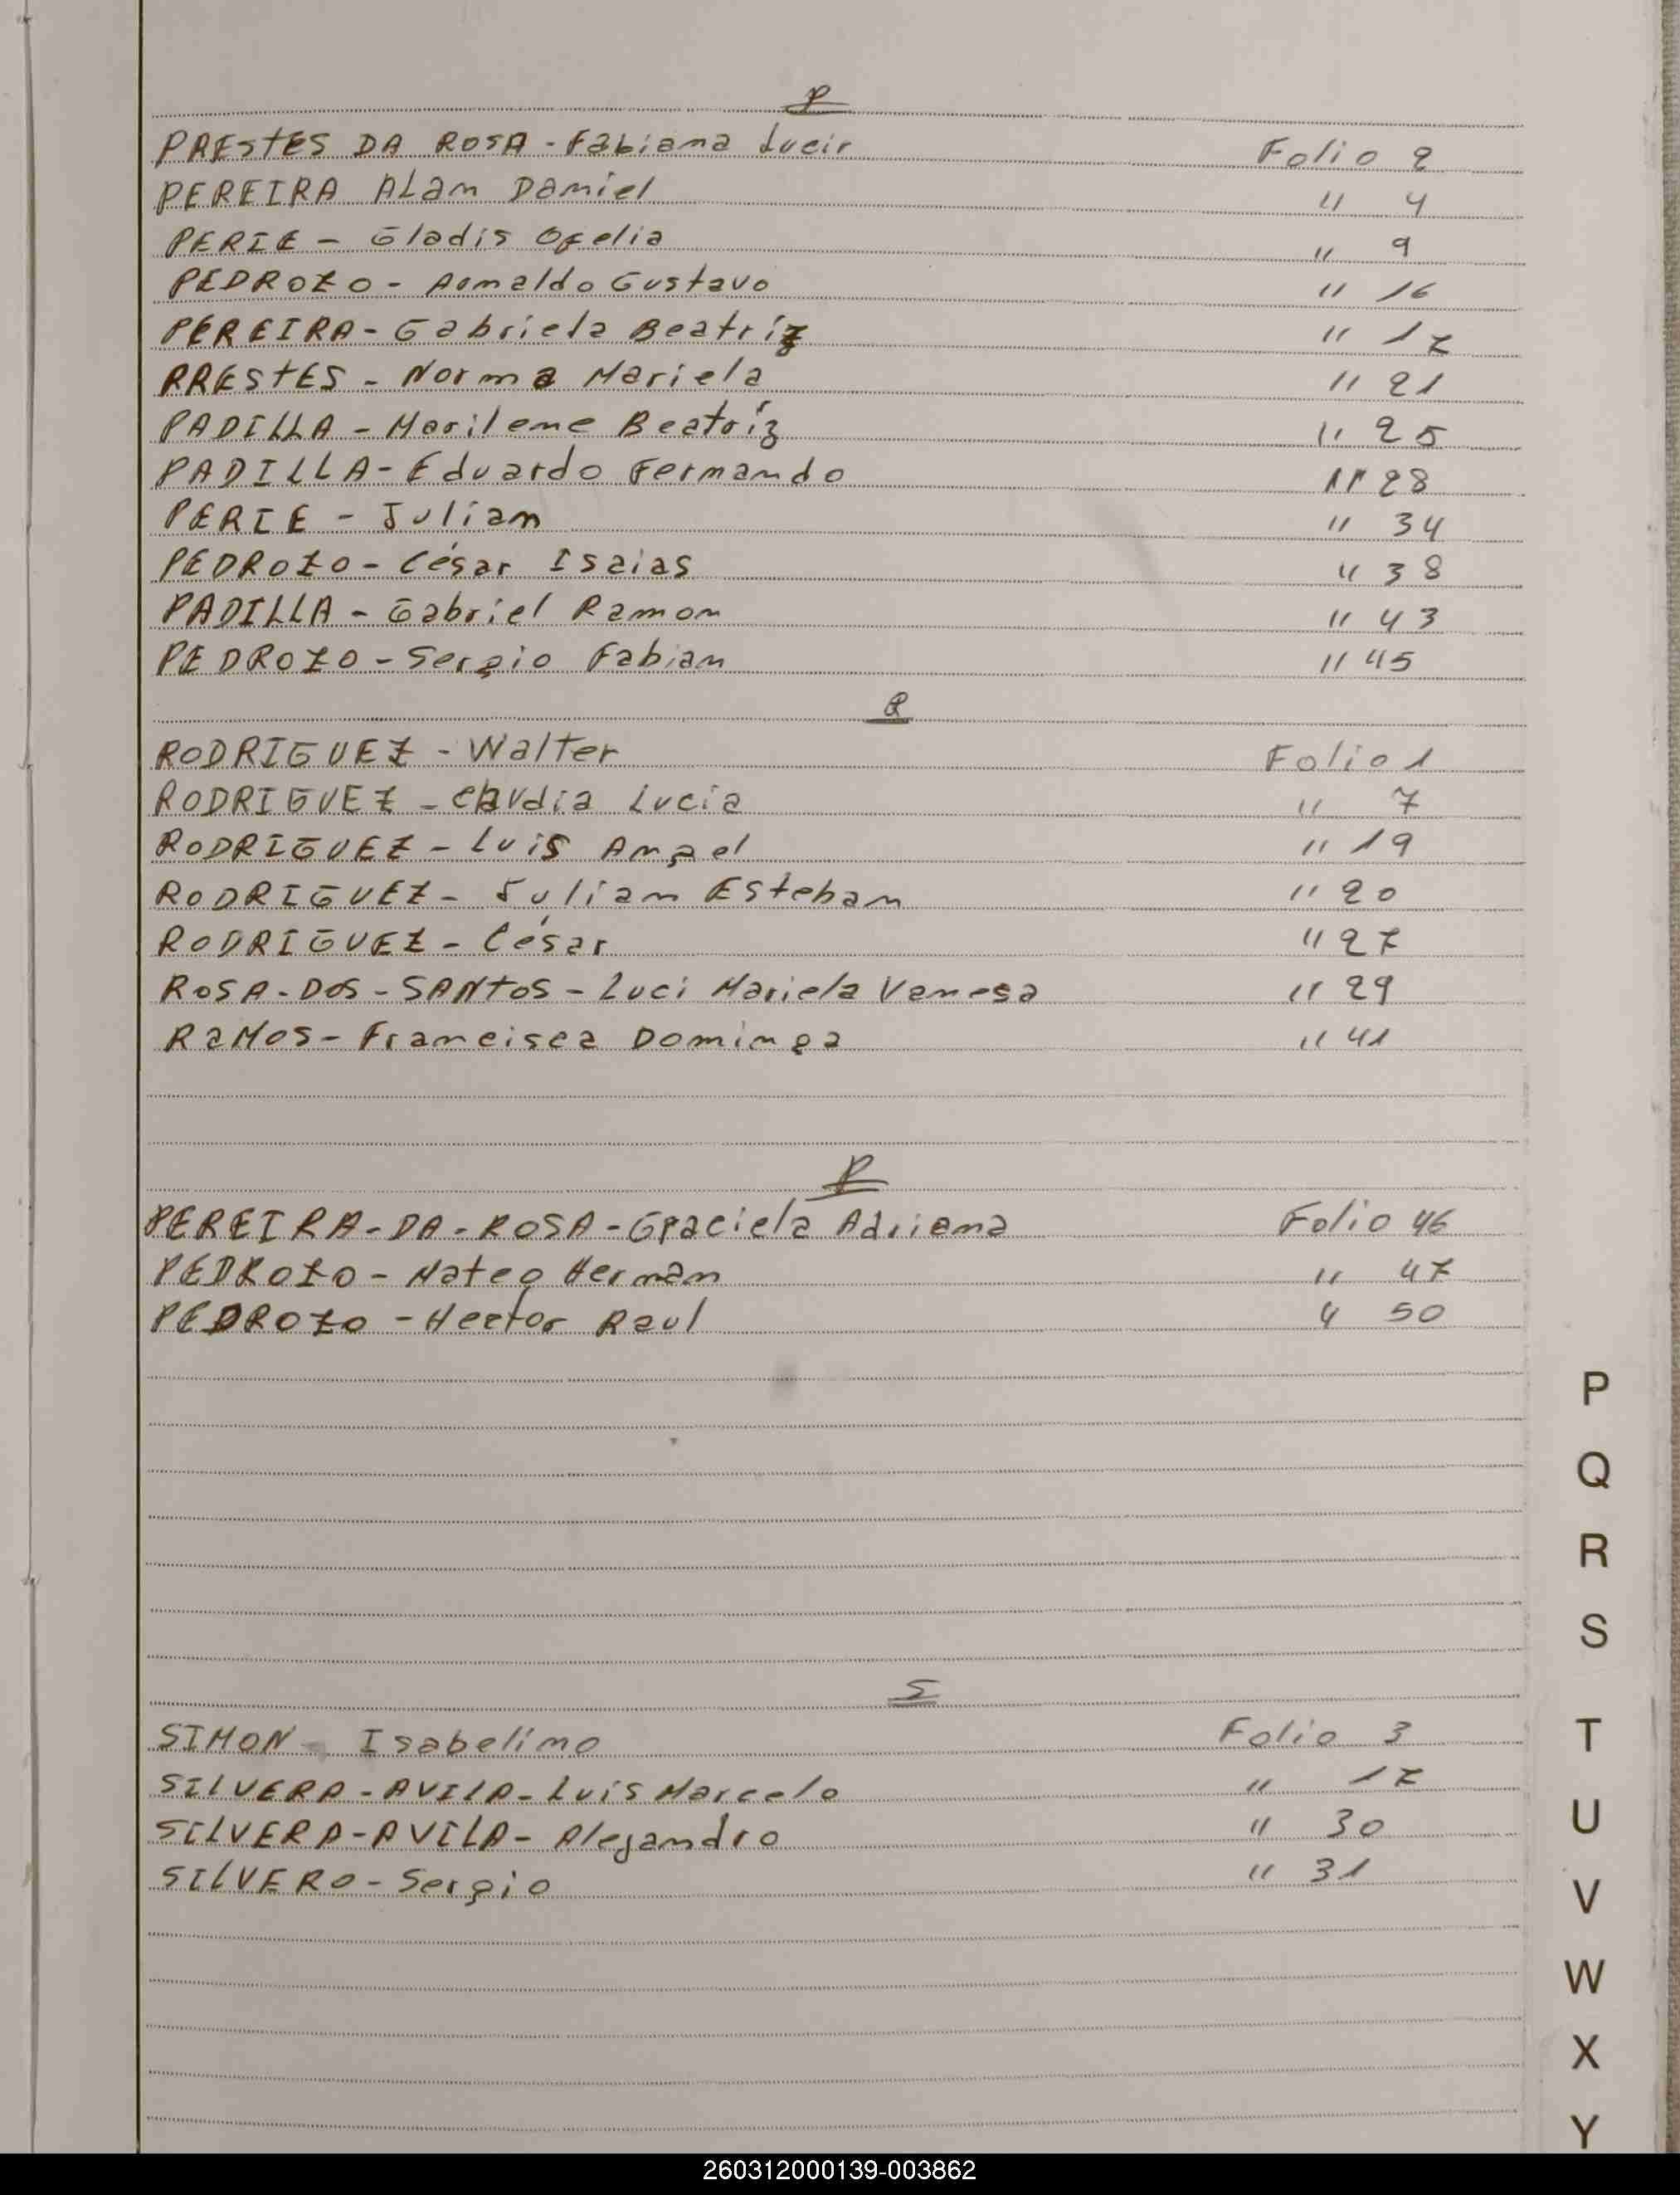 P
PRESTES DA ROSA - Fabiana Lucir Folio 2
PEREIRA ALan Daniel " 4
PERIE - Gladis Ofelia " 9
PEDROZO - Arnaldo Gustavo " 16
PEREIRA - Gabriela Beatriz " 17
PRESTES - Norma Mariela " 21
PADILLA - Marilene Beatriz " 25
PADILLA - Eduardo Fernando " 28
PERIE - Julian " 34
PEDROZO - César Isaias " 38
PADILLA - Gabriel Ramon " 43
PEDROZO - Sergio Fabian " 45
R
RODRIGUEZ - Walter Folio 1
RODRIGUEZ - Claudia Lucia " 7
RODRIGUEZ - Luis Angel " 19
RODRIGUEZ - Julian Esteban " 20
RODRIGUEZ - César " 27
ROSA - DOS - SANTOS - Luci Mariela Vanesa " 29
RaMOS - Francisca Dominga " 41
P
PEREIRA - DA - ROSA - Graciela Adriana Folio 46
PEDROZO - Mateo Hernán " 47
PEDROZO - Hector Raul " 50
S
SIMON - Isabelino Folio 3
SILVERA - AVILA - Luis Marcelo " 17
SILVERA - AVILA - Alejandro " 30
SILVERO - Sergio " 31
P
Q
R
S
T
U
V
W
X
Y
260312000139-003862